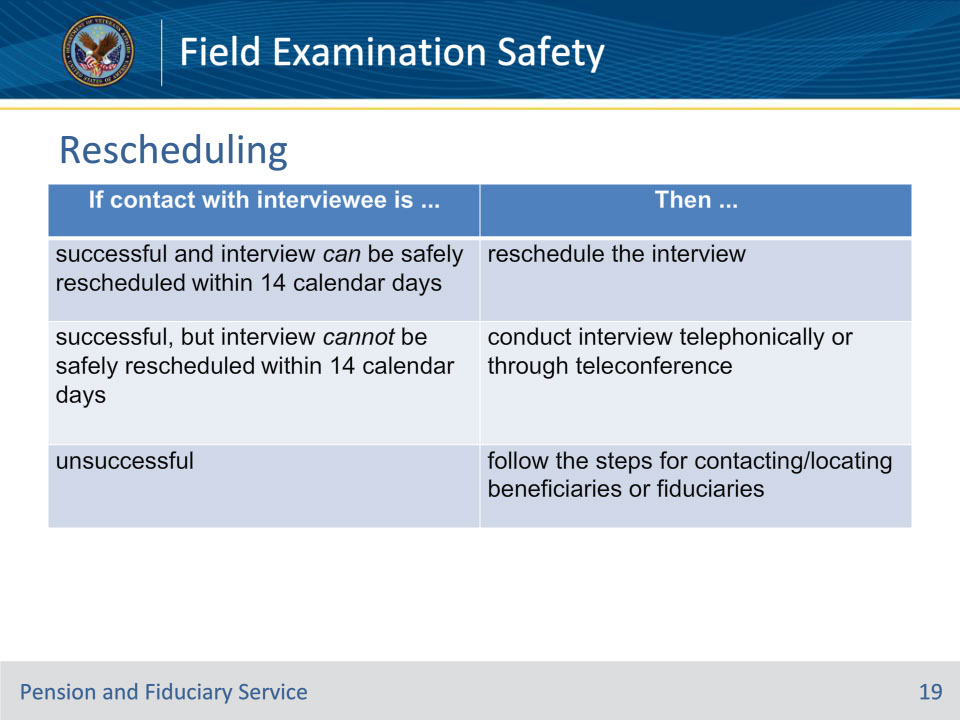 Field Examination Safety
Rescheduling
If contact with interviewee is ...
Then ...
successful and interview can be safely
rescheduled within 14 calendar days
reschedule the interview
successful, but interview cannot be
safely rescheduled within 14 calendar
days
conduct interview telephonically or
through teleconference
unsuccessful
follow the steps for contacting/locating
beneficiaries or fiduciaries
Pension and Fiduciary Service
19